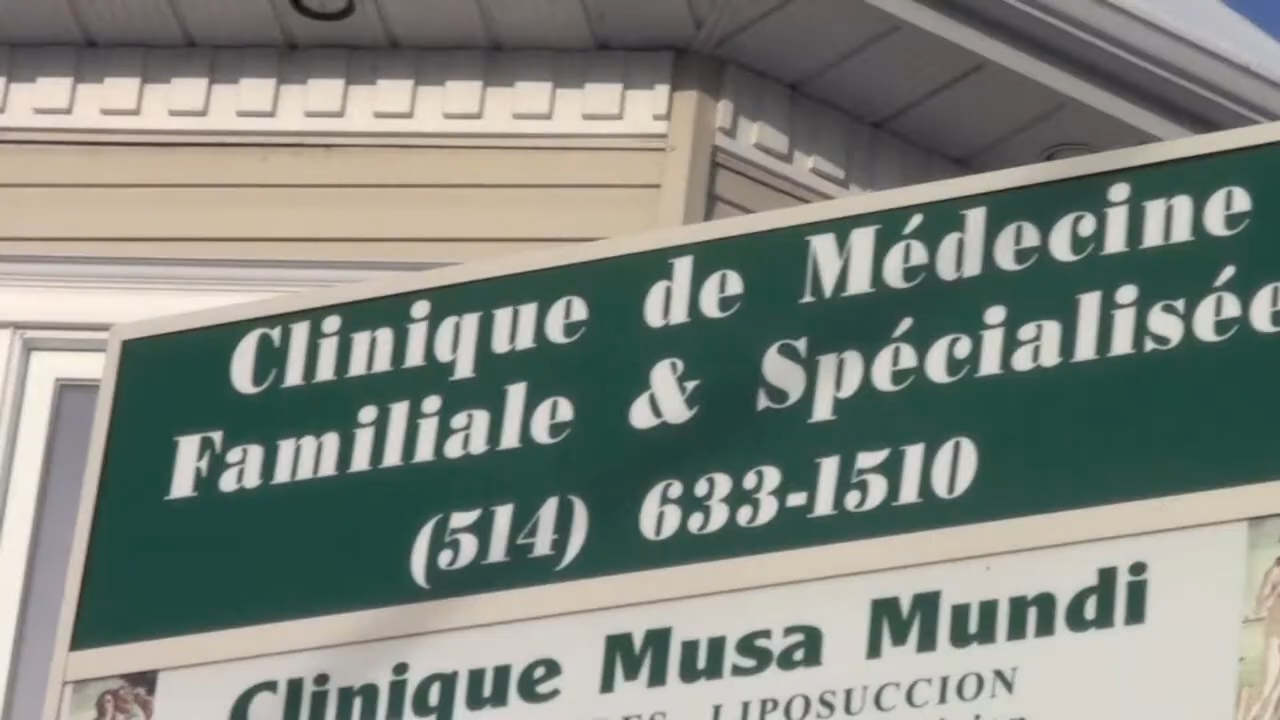 Clinique de Médecine
Familiale & Spécialisée
(514) 633-1510
Clinique Musa Mundi
LIPOSUCCION